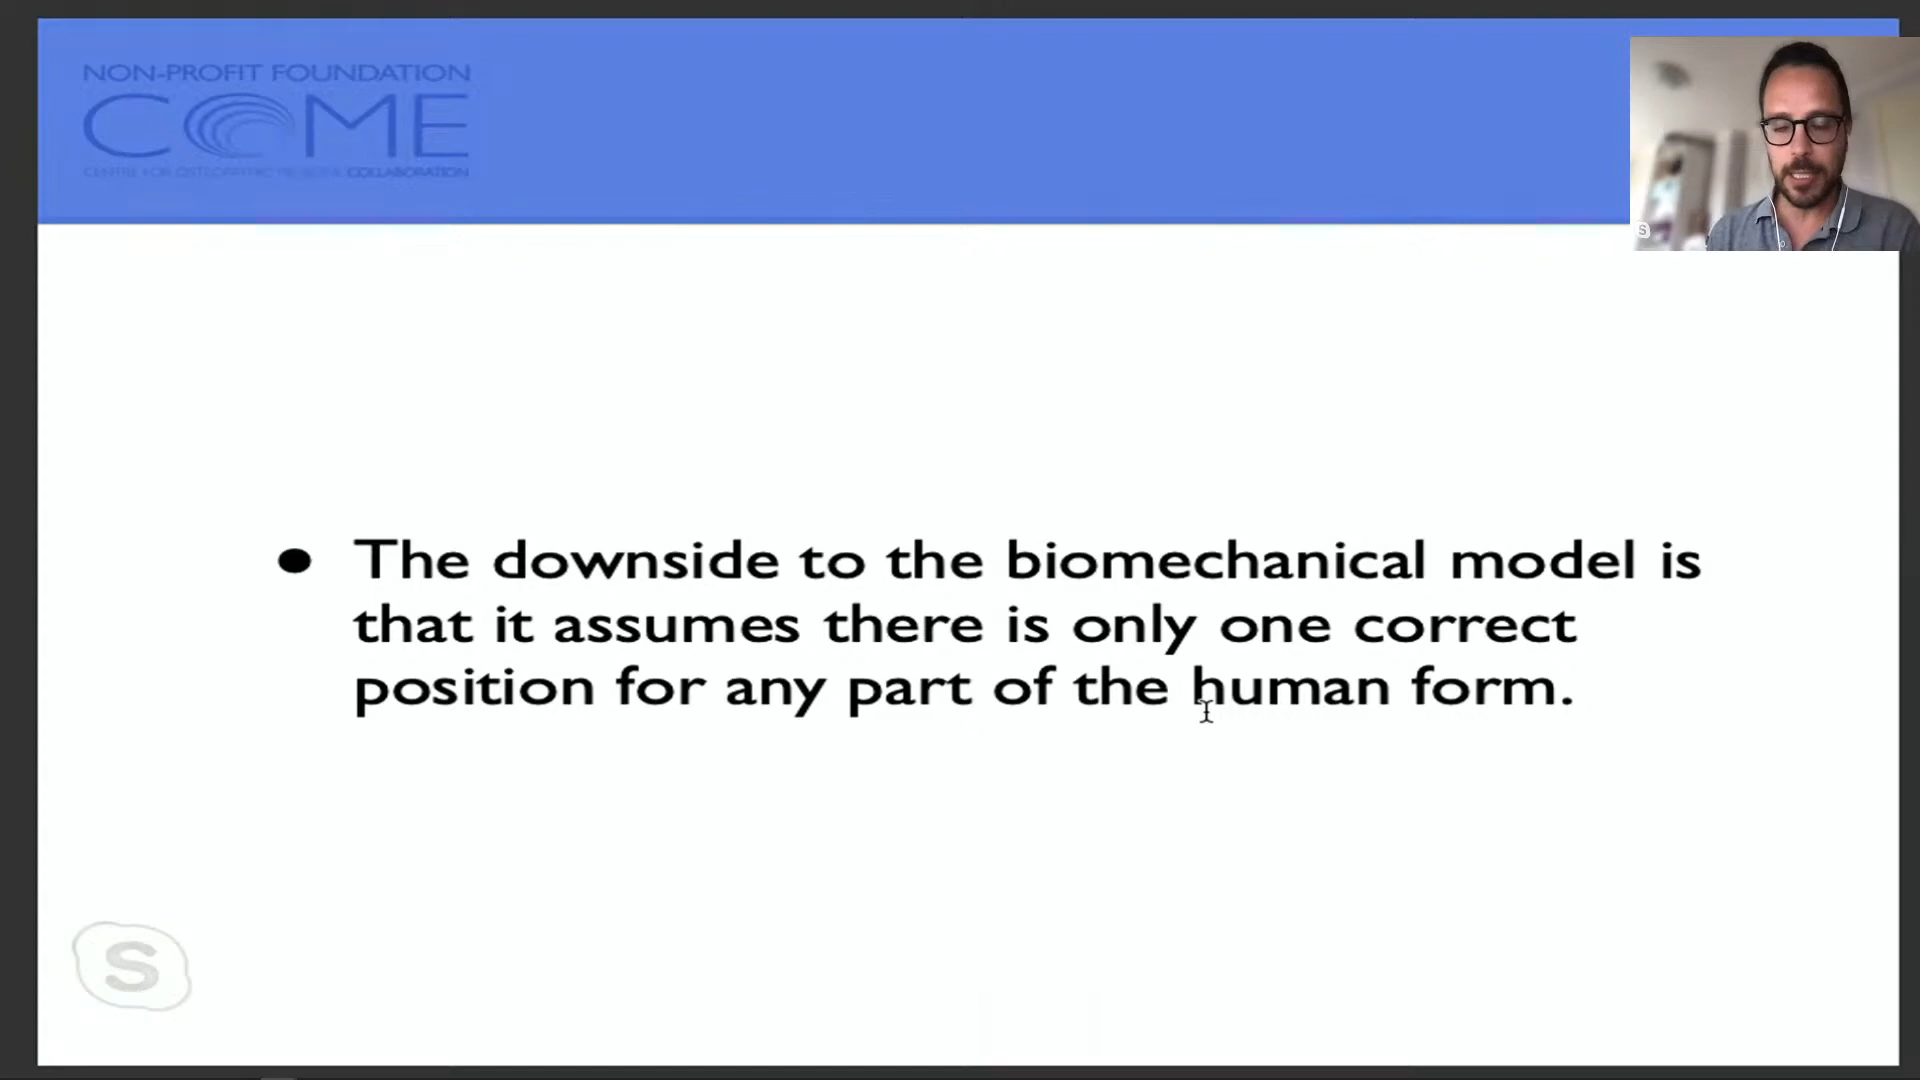 NON-PROFIT FOUNDATION
COME
CENTRE FOR OSTEOPATHIC MEDICINE COLLABORATION
● The downside to the biomechanical model is
that it assumes there is only one correct
position for any part of the human form.
S
S